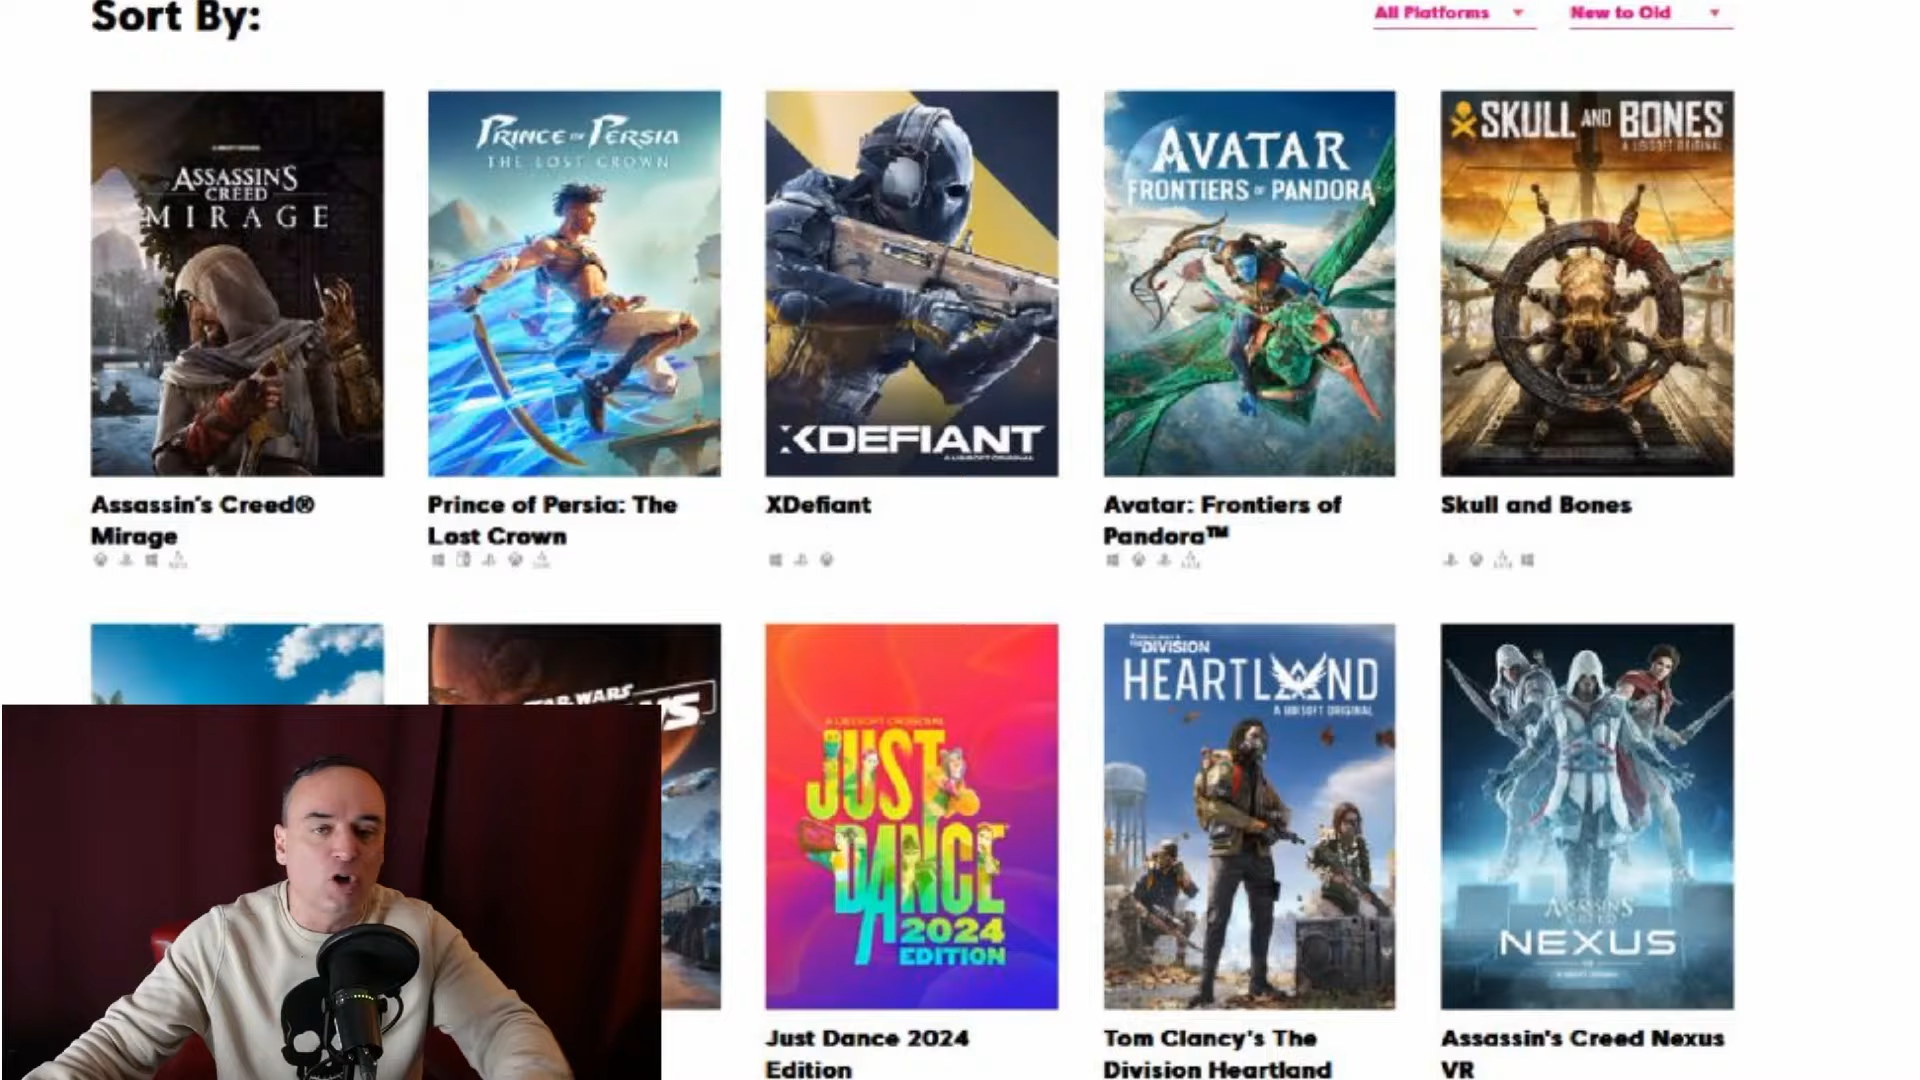 Sort By:
All Platforms
New to Old
ASSASSIN'S
CREED
MIRAGE
PRINCE OF PERSIA
THE LOST CROWN
XDEFIANT
A UBISOFT ORIGINAL
AVATAR
FRONTIERS OF PANDORA
SKULL AND BONES
A UBISOFT ORIGINAL
Assassin's Creed®
Mirage
Prince of Persia: The
Lost Crown
XDefiant
Avatar: Frontiers of
Pandora™
Skull and Bones
STAR WARS
A UBISOFT ORIGINAL
JUST
DANCE
2024
EDITION
THE DIVISION
HEARTLAND
A UBISOFT ORIGINAL
ASSASSIN'S
CREED
NEXUS
Just Dance 2024
Edition
Tom Clancy's The
Division Heartland
Assassin's Creed Nexus
VR